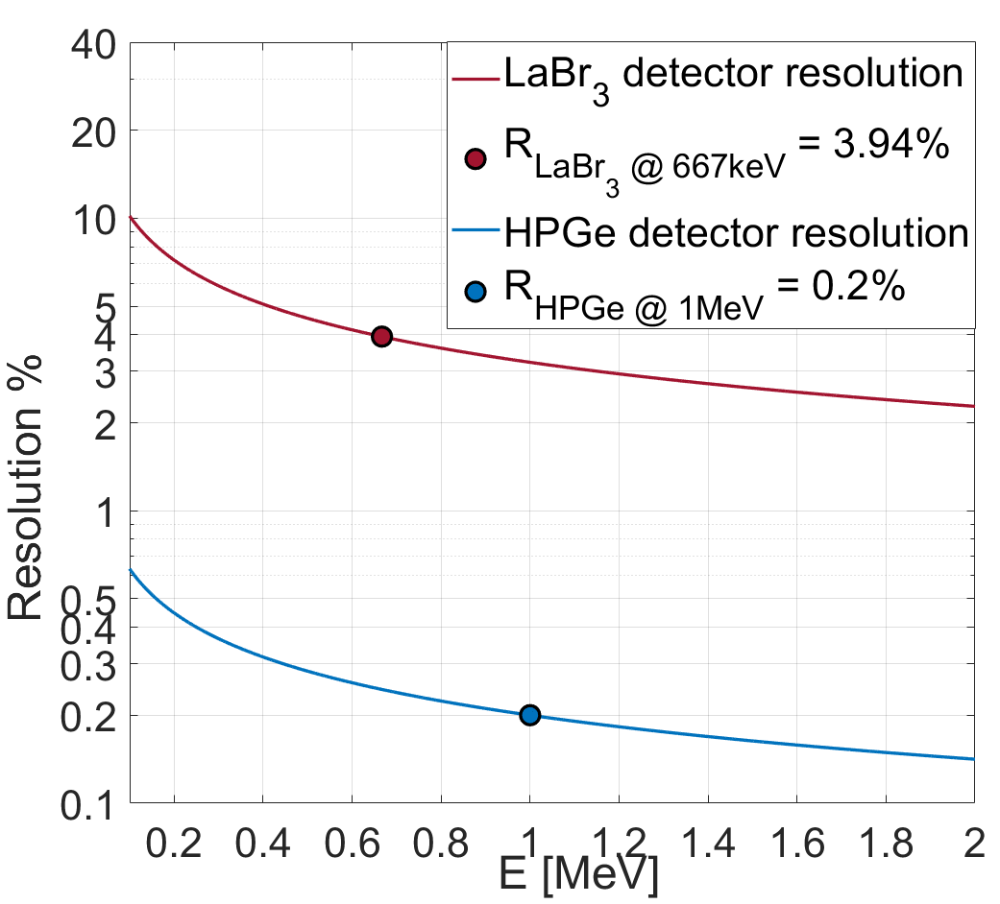 40
20
10
5
4
3
2
1
0.5
0.4
0.3
0.2
0.1
Resolution %
LaBr3 detector resolution
RLaBr3 @ 667keV = 3.94%
HPGe detector resolution
RHPGe @ 1MeV = 0.2%
0.2 0.4 0.6 0.8 1 1.2 1.4 1.6 1.8 2
E [MeV]